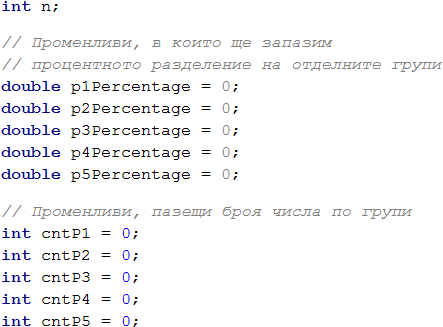 int n;
// Променливи, в които ще запазим
// процентното разделение на отделните групи
double p1Percentage = 0;
double p2Percentage = 0;
double p3Percentage = 0;
double p4Percentage = 0;
double p5Percentage = 0;
// Променливи, пазещи броя числа по групи
int cntP1 = 0;
int cntP2 = 0;
int cntP3 = 0;
int cntP4 = 0;
int cntP5 = 0;